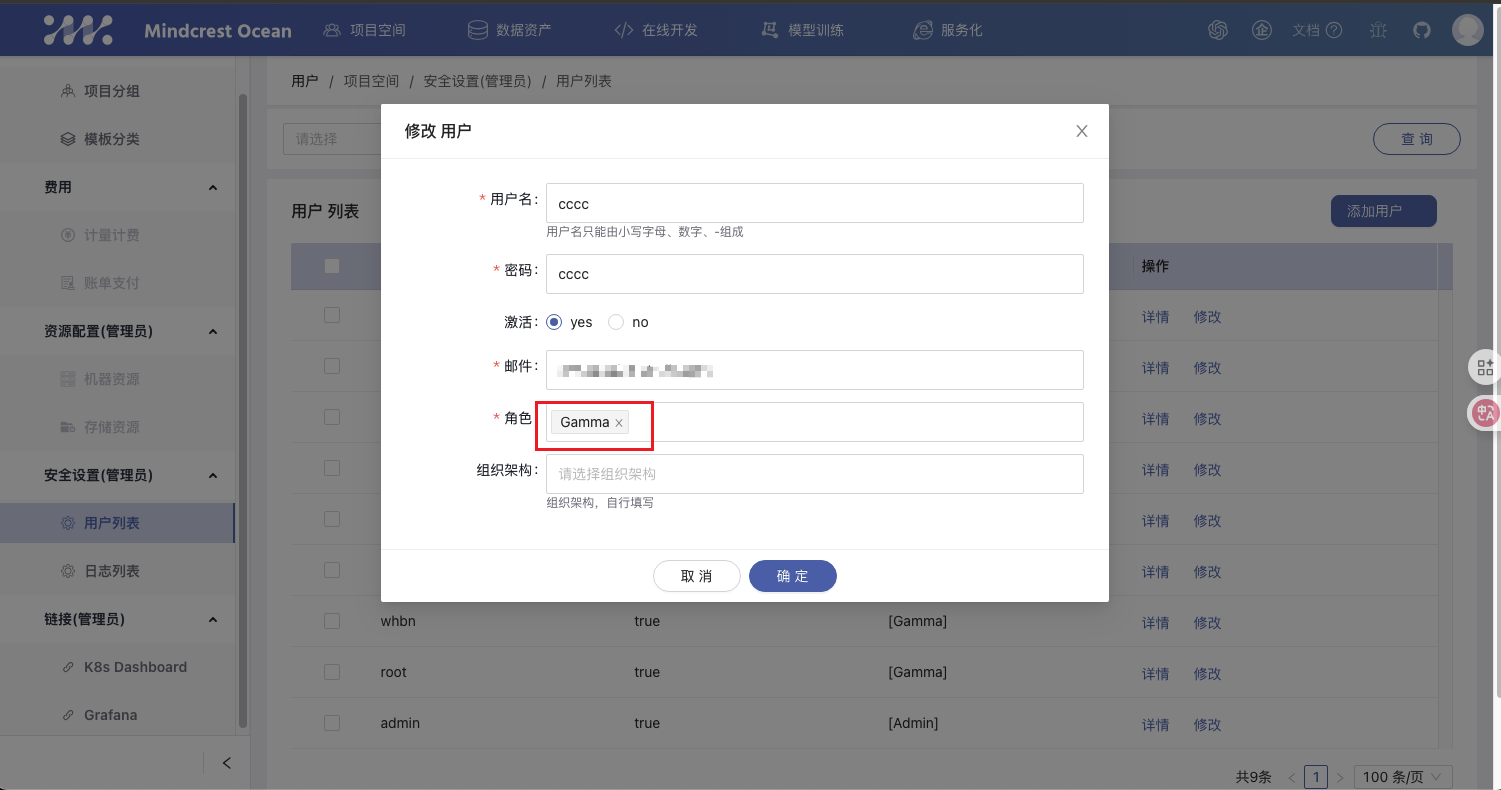 Mindcrest Ocean 项目空间 数据资产 在线开发 模型训练 服务化 企 文档
项目分组
模板分类
费用
计量计费
账单支付
资源配置(管理员)
机器资源
存储资源
安全设置(管理员)
用户列表
日志列表
链接(管理员)
K8s Dashboard
Grafana
用户 / 项目空间 / 安全设置(管理员) / 用户列表
请选择
查 询
用户 列表
添加用户
操作
详情 修改
详情 修改
详情 修改
详情 修改
详情 修改
详情 修改
whbn true [Gamma] 详情 修改
root true [Gamma] 详情 修改
admin true [Admin] 详情 修改
共9条 < 1 > 100 条/页
修改 用户
* 用户名: cccc
用户名只能由小写字母、数字、-组成
* 密码: cccc
激活: yes no
* 邮件:
* 角色 Gamma ×
组织架构: 请选择组织架构
组织架构，自行填写
取 消 确 定
中A